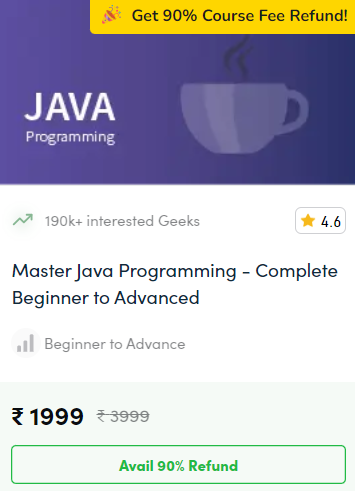 🎉 Get 90% Course Fee Refund!
JAVA
Programming
190k+ interested Geeks
4.6
Master Java Programming - Complete
Beginner to Advanced
Beginner to Advance
₹ 1999 ₹ 3999
Avail 90% Refund